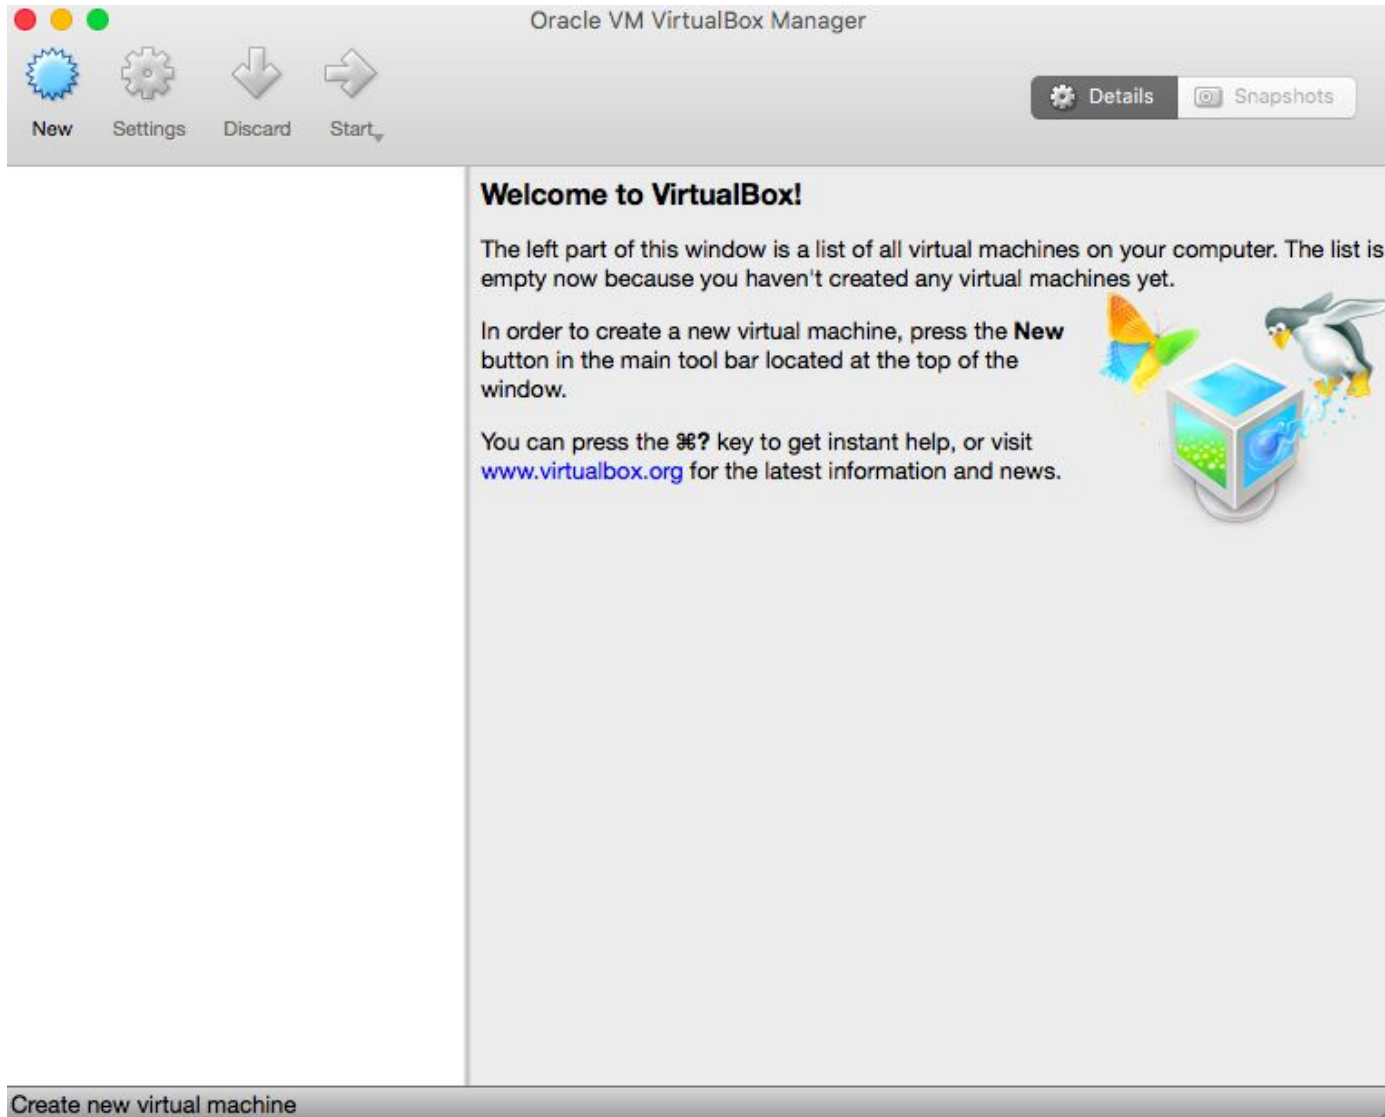 Oracle VM VirtualBox Manager
New Settings Discard Start
Details Snapshots
Welcome to VirtualBox!
The left part of this window is a list of all virtual machines on your computer. The list is
empty now because you haven't created any virtual machines yet.
In order to create a new virtual machine, press the New
button in the main tool bar located at the top of the
window.
You can press the ⌘? key to get instant help, or visit
www.virtualbox.org for the latest information and news.
Create new virtual machine